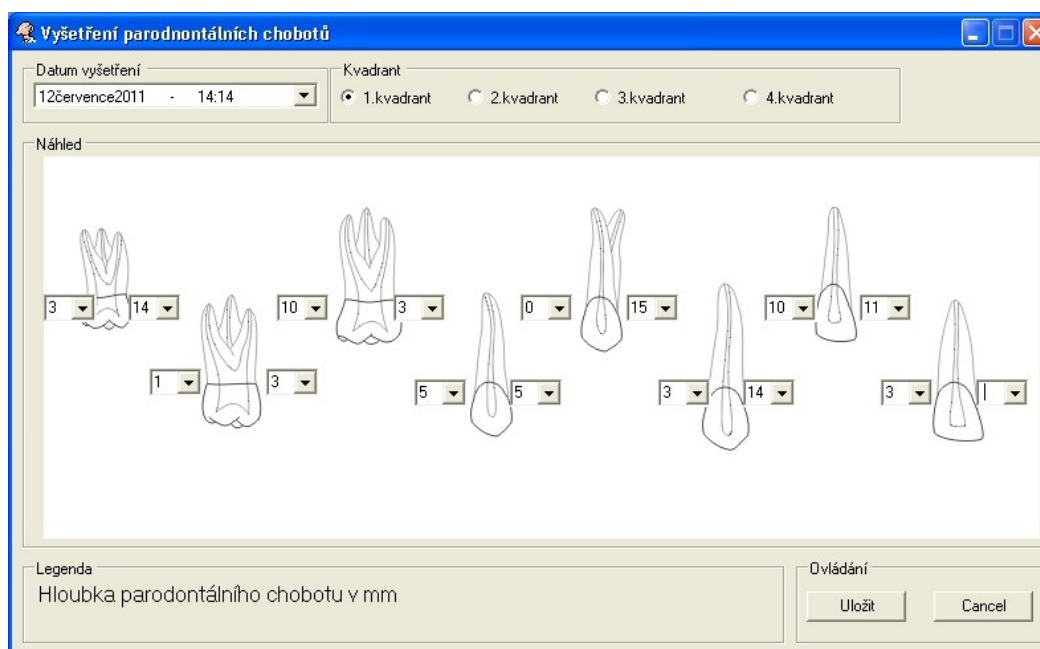 Vyšetření parodnontálních chobotů
Datum vyšetření
12července2011 - 14:14
Kvadrant
1.kvadrant 2.kvadrant 3.kvadrant 4.kvadrant
Náhled
3 14 10 3 0 15 10 11
1 3 5 5 3 14 3
Legenda
Hloubka parodontálního chobotu v mm
Ovládání
Uložit Cancel